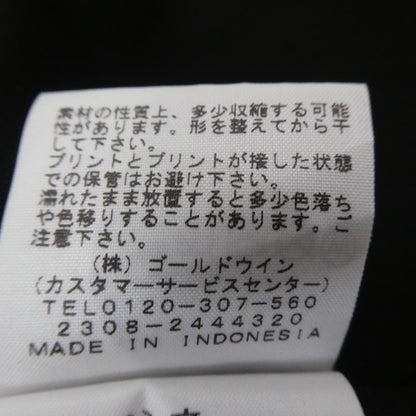 素材の性質上、多少収縮する可能
性があります。形を整えてから干
して下さい。
プリントとプリントが接した状態
での保管はお避け下さい。
濡れたまま放置すると多少色落ち
や色移りすることがあります。ご
注意下さい。
(株) ゴールドウイン
(カスタマーサービスセンター)
TEL0120-307-560
2308-2444320
MADE IN INDONESIA